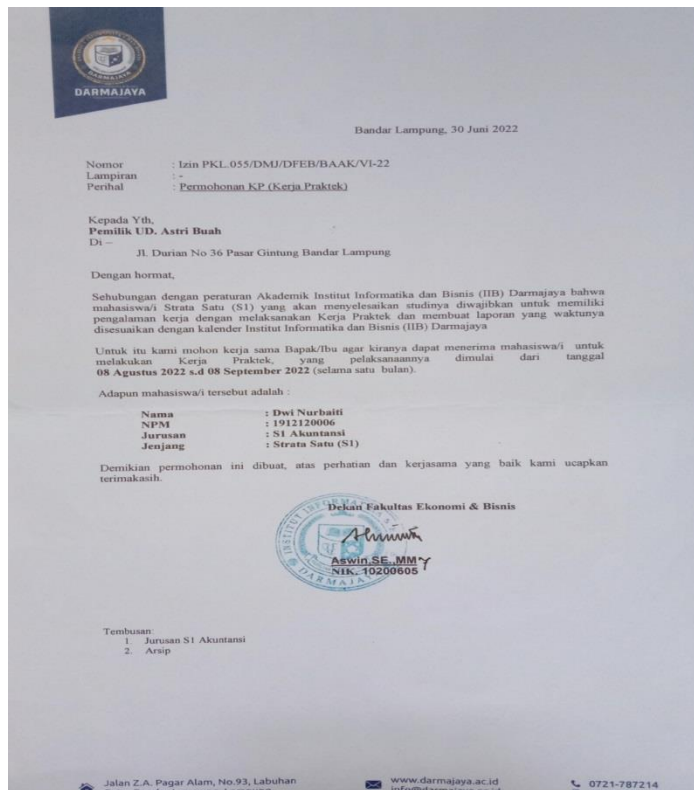 DARMAJAYA
Bandar Lampung, 30 Juni 2022
Nomor : Izin PKL.055/DMJ/DFEB/BAAK/VI-22
Lampiran : -
Perihal : Permohonan KP (Kerja Praktek)
Kepada Yth,
Pemilik UD. Astri Buah
Di –
Jl. Durian No 36 Pasar Gintung Bandar Lampung
Dengan hormat,
Sehubungan dengan peraturan Akademik Institut Informatika dan Bisnis (IIB) Darmajaya bahwa
mahasiswa/i Strata Satu (S1) yang akan menyelesaikan studinya diwajibkan untuk memiliki
pengalaman kerja dengan melaksanakan Kerja Praktek dan membuat laporan yang waktunya
disesuaikan dengan kalender Institut Informatika dan Bisnis (IIB) Darmajaya
Untuk itu kami mohon kerja sama Bapak/Ibu agar kiranya dapat menerima mahasiswa/i untuk
melakukan Kerja Praktek, yang pelaksanaannya dimulai dari tanggal
08 Agustus 2022 s.d 08 September 2022 (selama satu bulan).
Adapun mahasiswa/i tersebut adalah :
Nama : Dwi Nurbaiti
NPM : 1912120006
Jurusan : S1 Akuntansi
Jenjang : Strata Satu (S1)
Demikian permohonan ini dibuat, atas perhatian dan kerjasama yang baik kami ucapkan
terimakasih.
Dekan Fakultas Ekonomi & Bisnis
Aswin,SE.,MM
NIK. 10200605
Tembusan:
1. Jurusan S1 Akuntansi
2. Arsip
Jalan Z.A. Pagar Alam, No.93, Labuhan
www.darmajaya.ac.id
0721-787214